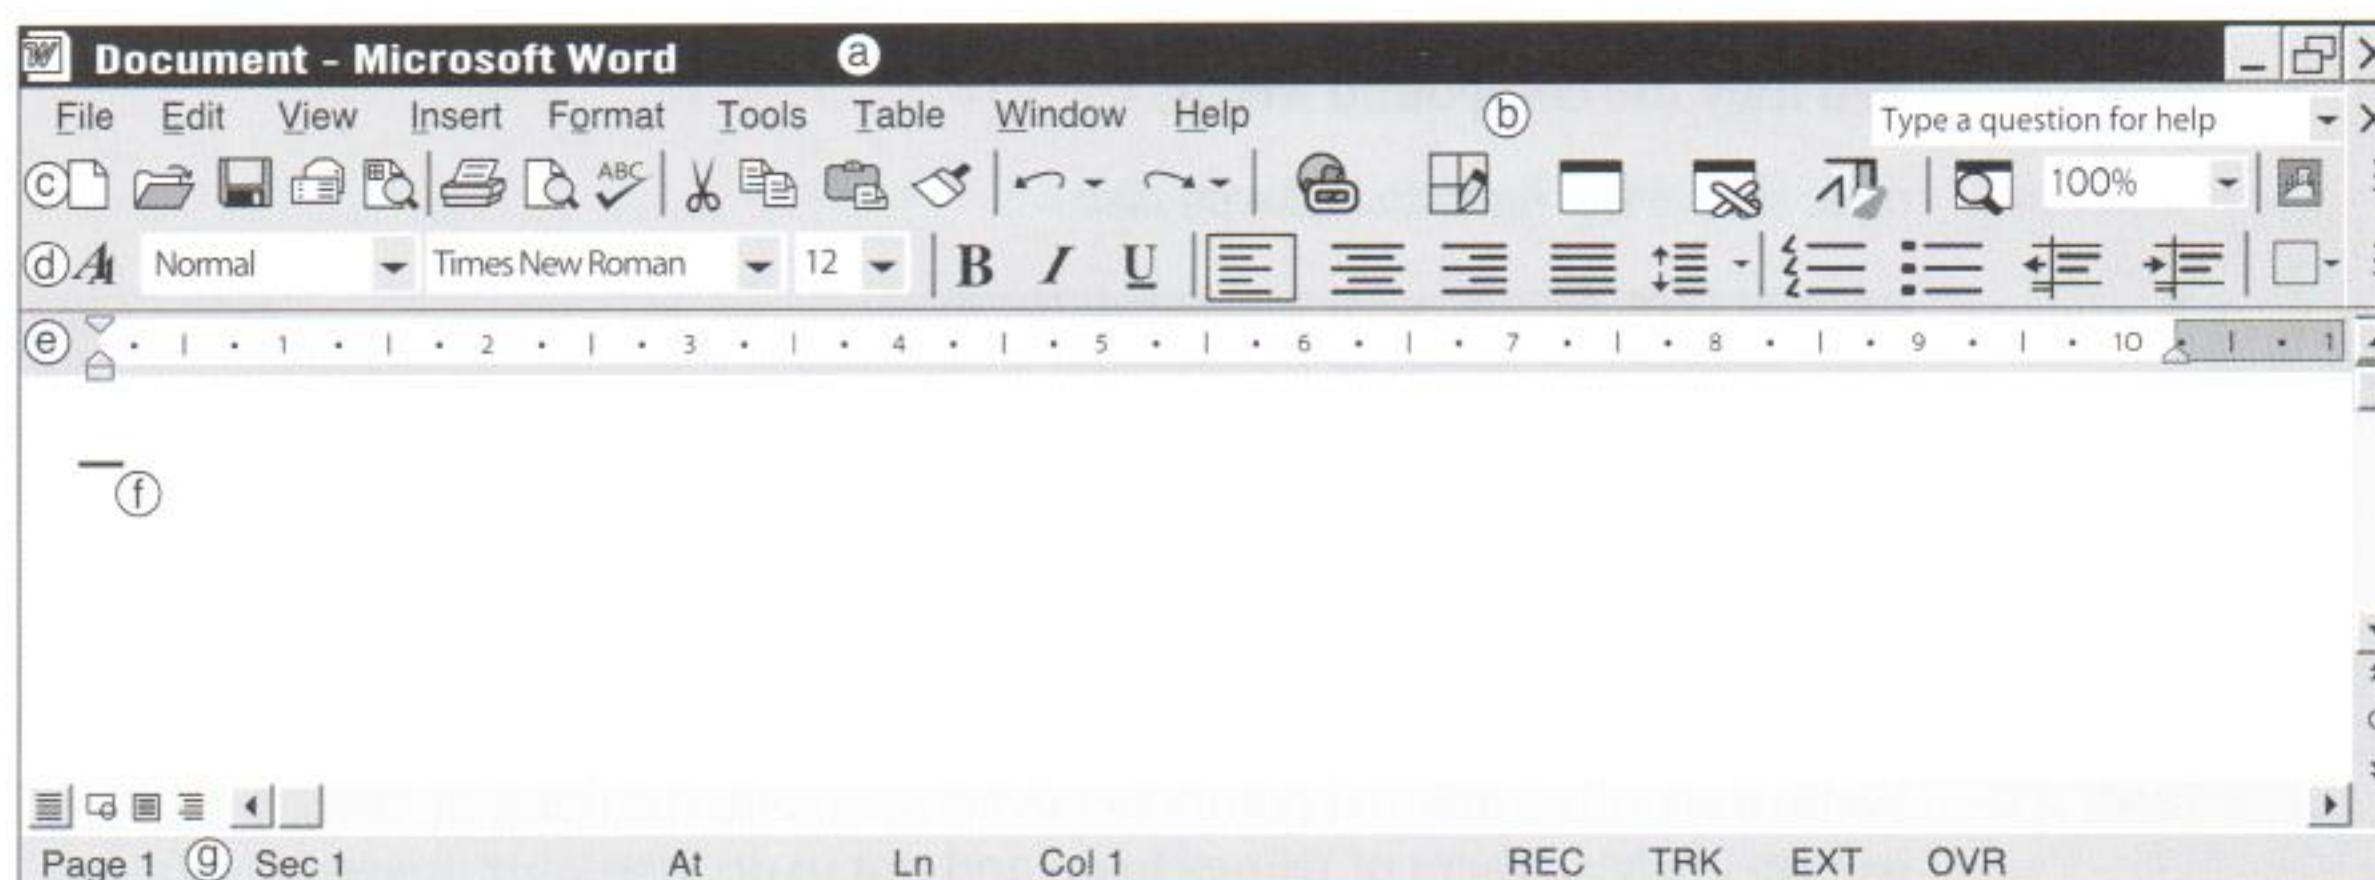 Document - Microsoft Word ⓐ
File Edit View Insert Format Tools Table Window Help ⓑ Type a question for help
ⓒ ABC 100%
ⓓ Normal Times New Roman 12 B I U
ⓔ 1 2 3 4 5 6 7 8 9 10 1
ⓕ
Page 1 ⓖ Sec 1 At Ln Col 1 REC TRK EXT OVR